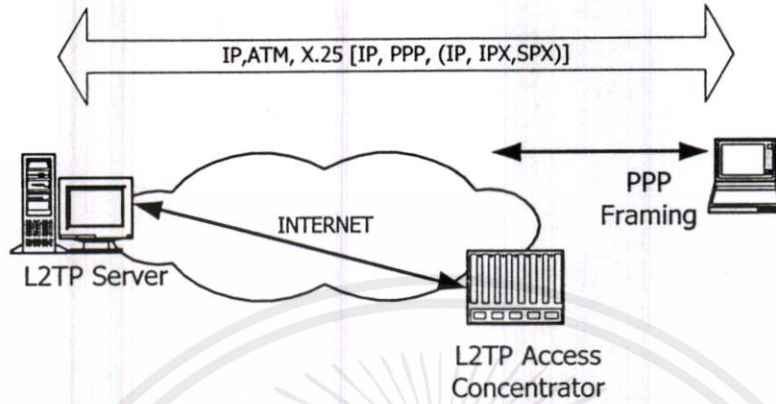 IP,ATM, X.25 [IP, PPP, (IP, IPX,SPX)]
PPP
Framing
INTERNET
L2TP Server
L2TP Access
Concentrator